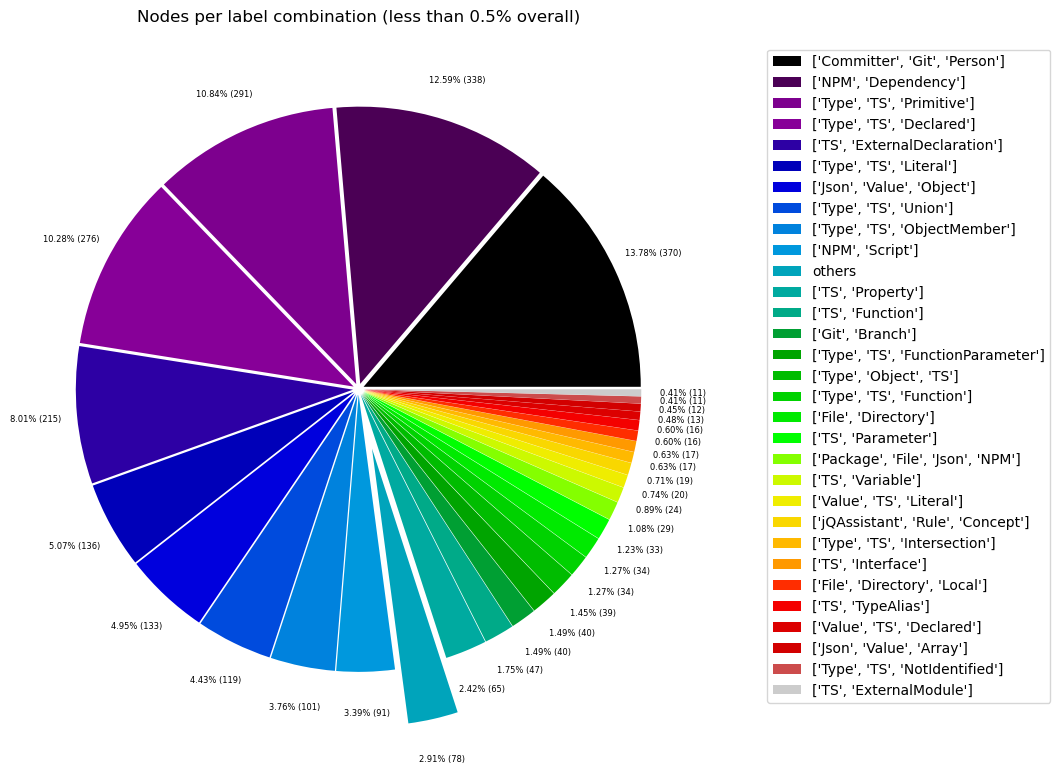 Nodes per label combination (less than 0.5% overall)
13.78% (370)
12.59% (338)
10.84% (291)
10.28% (276)
8.01% (215)
5.07% (136)
4.95% (133)
4.43% (119)
3.76% (101)
3.39% (91)
2.91% (78)
2.42% (65)
1.75% (47)
1.49% (40)
1.49% (40)
1.45% (39)
1.27% (34)
1.27% (34)
1.23% (33)
1.08% (29)
0.89% (24)
0.74% (20)
0.71% (19)
0.63% (17)
0.63% (17)
0.60% (16)
0.60% (16)
0.48% (13)
0.45% (12)
0.41% (11)
0.41% (11)
['Committer', 'Git', 'Person']
['NPM', 'Dependency']
['Type', 'TS', 'Primitive']
['Type', 'TS', 'Declared']
['TS', 'ExternalDeclaration']
['Type', 'TS', 'Literal']
['Json', 'Value', 'Object']
['Type', 'TS', 'Union']
['Type', 'TS', 'ObjectMember']
['NPM', 'Script']
others
['TS', 'Property']
['TS', 'Function']
['Git', 'Branch']
['Type', 'TS', 'FunctionParameter']
['Type', 'Object', 'TS']
['Type', 'TS', 'Function']
['File', 'Directory']
['TS', 'Parameter']
['Package', 'File', 'Json', 'NPM']
['TS', 'Variable']
['Value', 'TS', 'Literal']
['jQAssistant', 'Rule', 'Concept']
['Type', 'TS', 'Intersection']
['TS', 'Interface']
['File', 'Directory', 'Local']
['TS', 'TypeAlias']
['Value', 'TS', 'Declared']
['Json', 'Value', 'Array']
['Type', 'TS', 'NotIdentified']
['TS', 'ExternalModule']